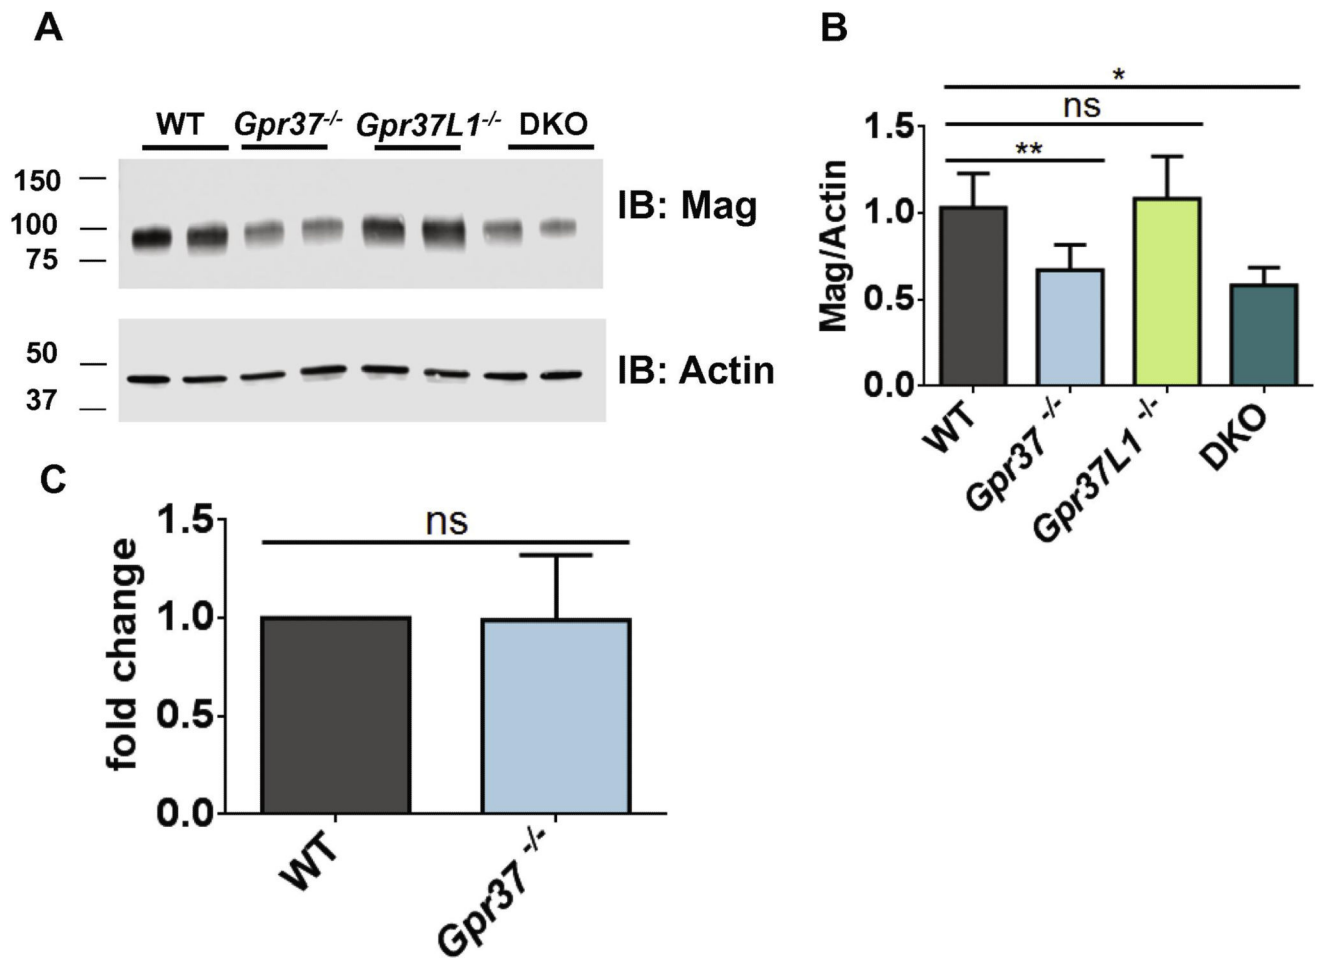 A
WT Gpr37-/- Gpr37L1-/- DKO
150
100
75
IB: Mag
50
37
IB: Actin
B
*
ns
**
Mag/Actin
1.5
1.0
0.5
0.0
WT
Gpr37 -/-
Gpr37L1 -/-
DKO
C
ns
fold change
1.5
1.0
0.5
0.0
WT
Gpr37 -/-